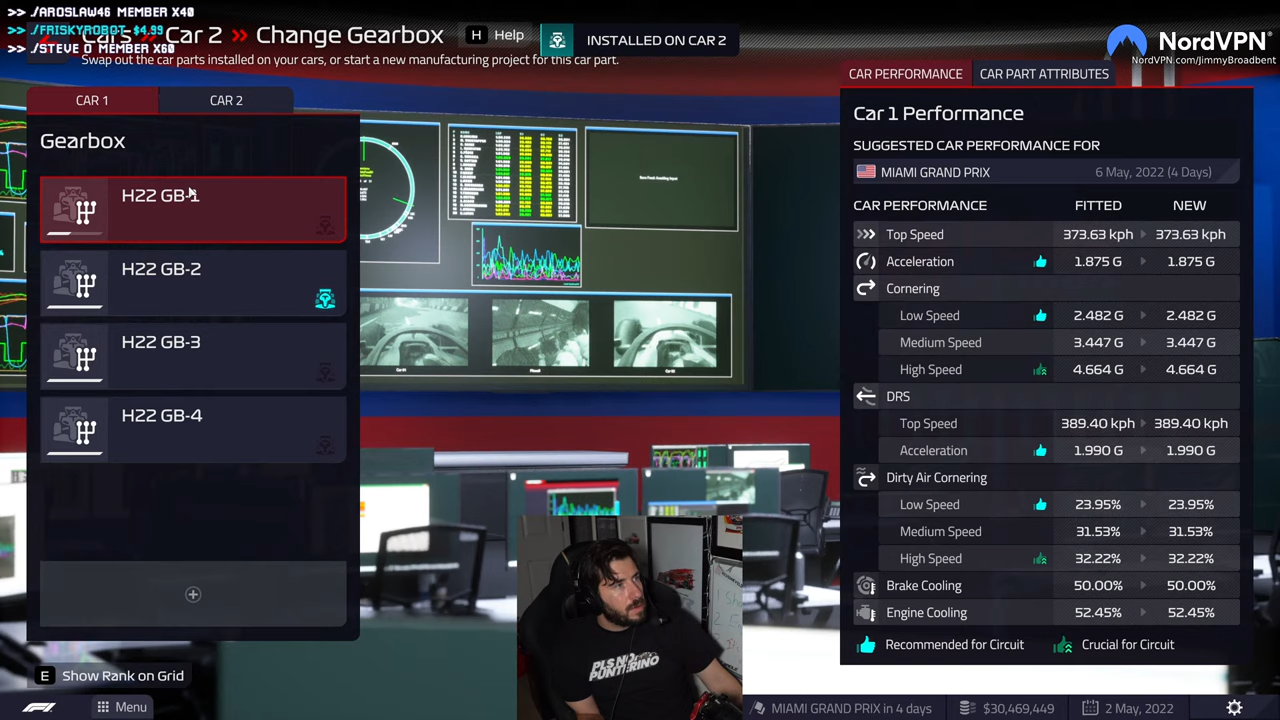 >> ./AROSLAW46 MEMBER X40
>> ./FRISKYROBOT $4.99
>> ./STEVE O MEMBER X60
Cars >> Car 2 >> Change Gearbox
H Help
INSTALLED ON CAR 2
Swap out the car parts installed on your cars, or start a new manufacturing project for this car part.
NordVPN®
NordVPN.com/JimmyBroadbent
CAR 1
CAR 2
Gearbox
H22 GB-1
H22 GB-2
H22 GB-3
H22 GB-4
E Show Rank on Grid
Menu
CAR PERFORMANCE
CAR PART ATTRIBUTES
Car 1 Performance
SUGGESTED CAR PERFORMANCE FOR
MIAMI GRAND PRIX 6 May, 2022 (4 Days)
CAR PERFORMANCE FITTED NEW
Top Speed 373.63 kph 373.63 kph
Acceleration 1.875 G 1.875 G
Cornering
Low Speed 2.482 G 2.482 G
Medium Speed 3.447 G 3.447 G
High Speed 4.664 G 4.664 G
DRS
Top Speed 389.40 kph 389.40 kph
Acceleration 1.990 G 1.990 G
Dirty Air Cornering
Low Speed 23.95% 23.95%
Medium Speed 31.53% 31.53%
High Speed 32.22% 32.22%
Brake Cooling 50.00% 50.00%
Engine Cooling 52.45% 52.45%
Recommended for Circuit
Crucial for Circuit
MIAMI GRAND PRIX in 4 days
$30,469,449
2 May, 2022